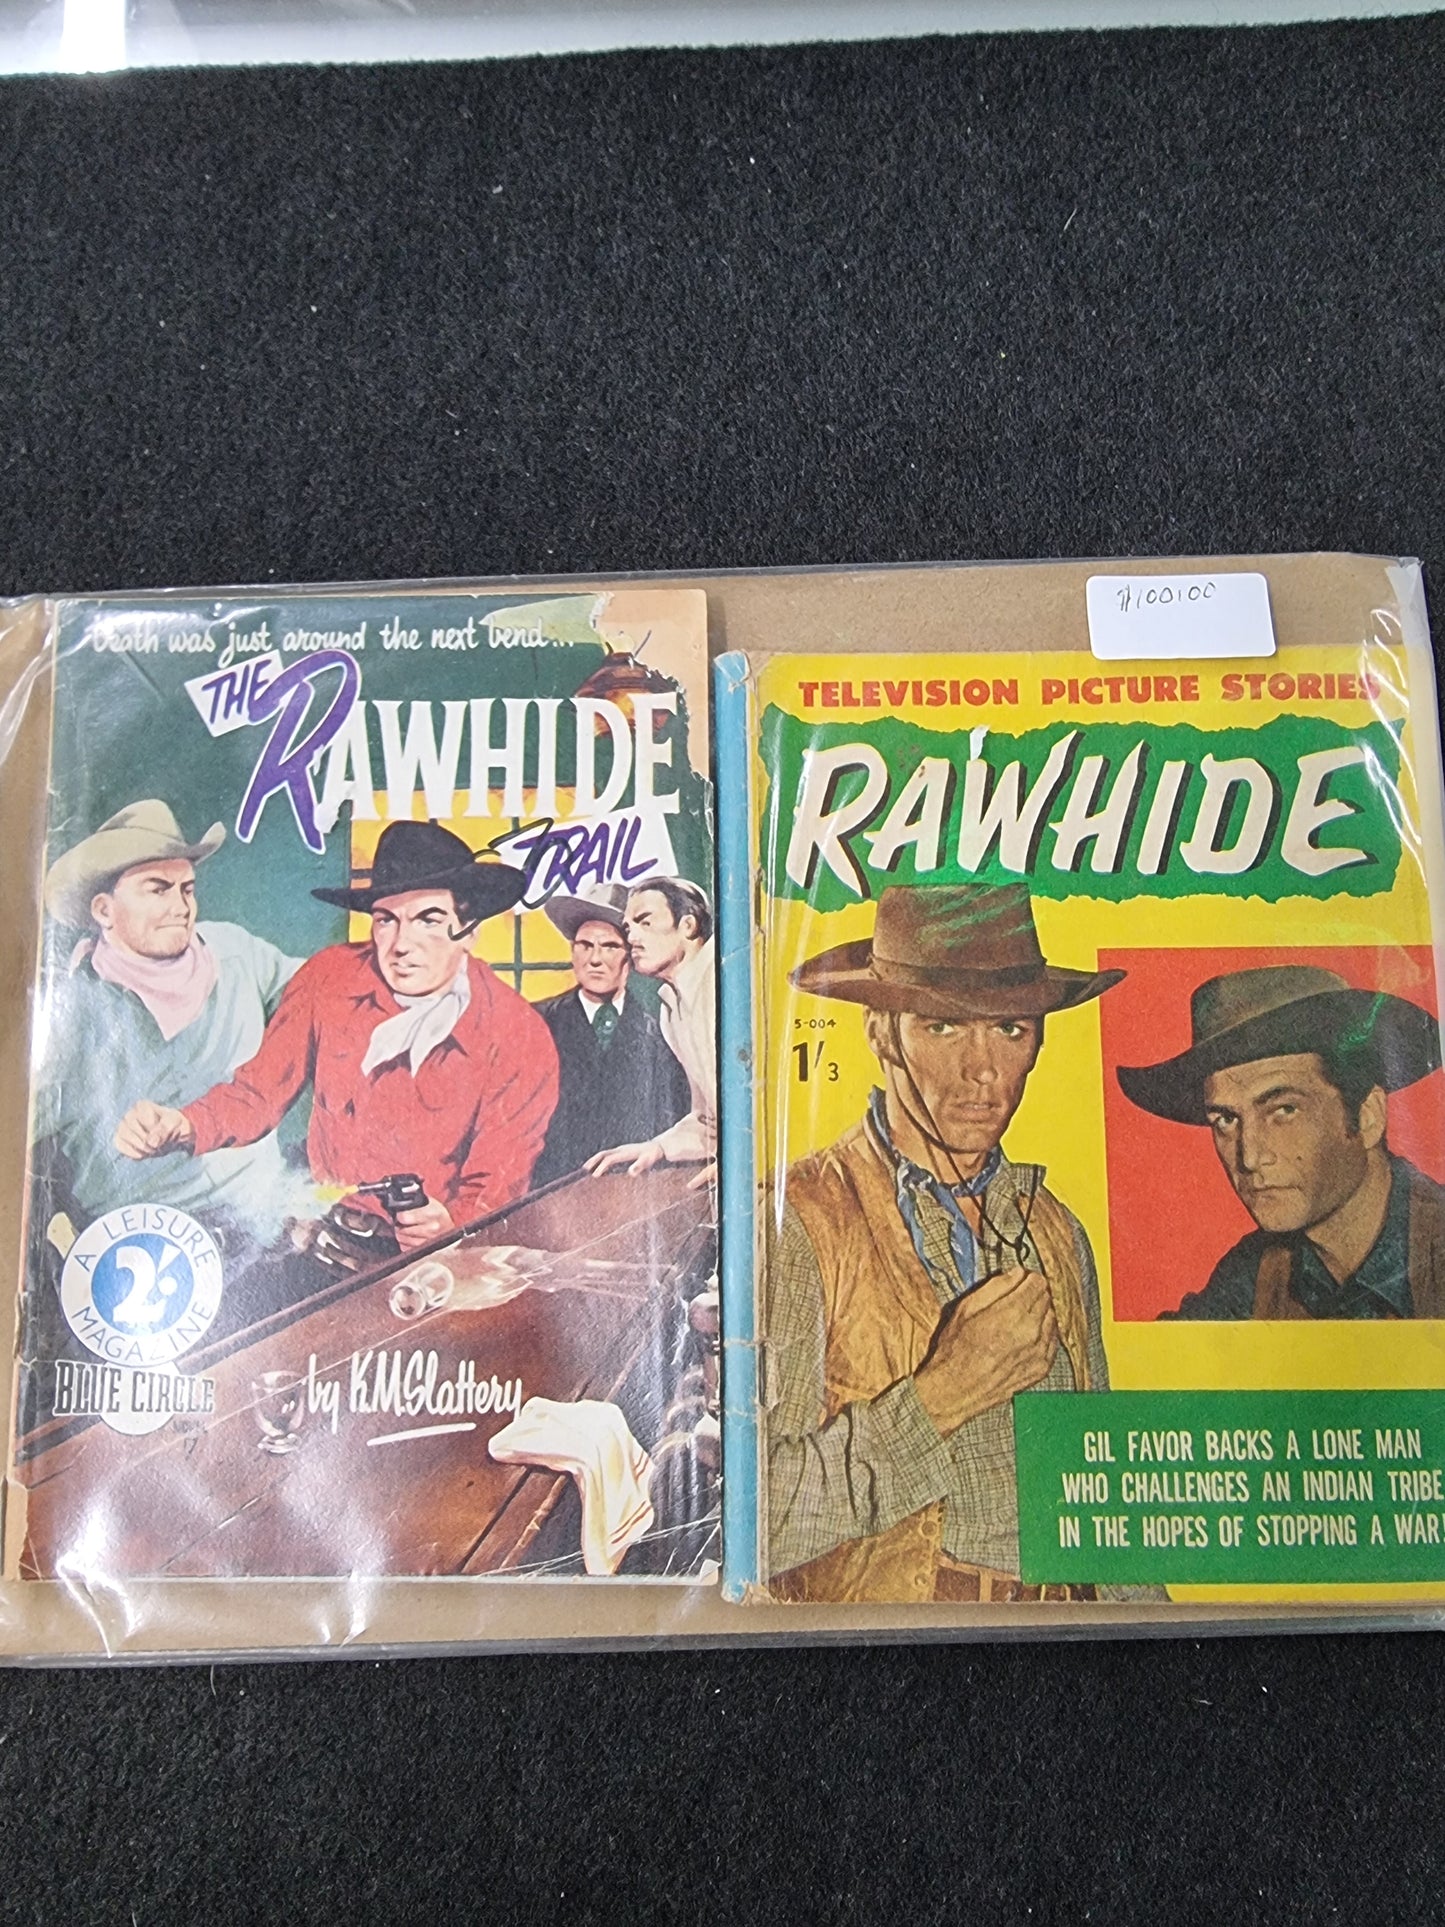 $100.00
Death was just around the next bend...
THE
RAWHIDE
TRAIL
A LEISURE
2/-
MAGAZINE
BLUE CIRCLE
17
by K.M Slattery
TELEVISION PICTURE STORIES
RAWHIDE
5-004
1/3
GIL FAVOR BACKS A LONE MAN
WHO CHALLENGES AN INDIAN TRIBE
IN THE HOPES OF STOPPING A WAR!